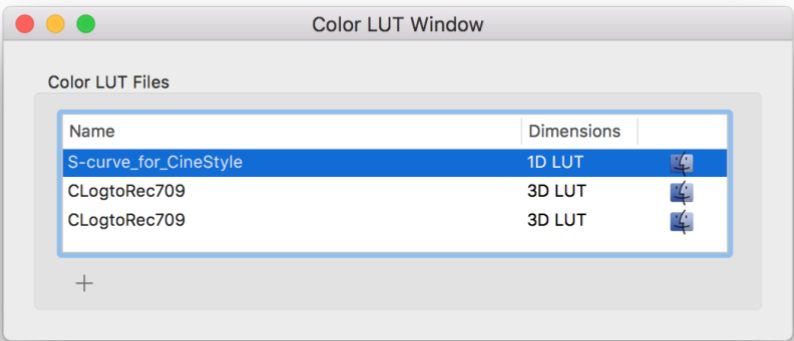 Color LUT Window
Color LUT Files
Name Dimensions
S-curve_for_CineStyle 1D LUT
CLogtoRec709 3D LUT
CLogtoRec709 3D LUT
+